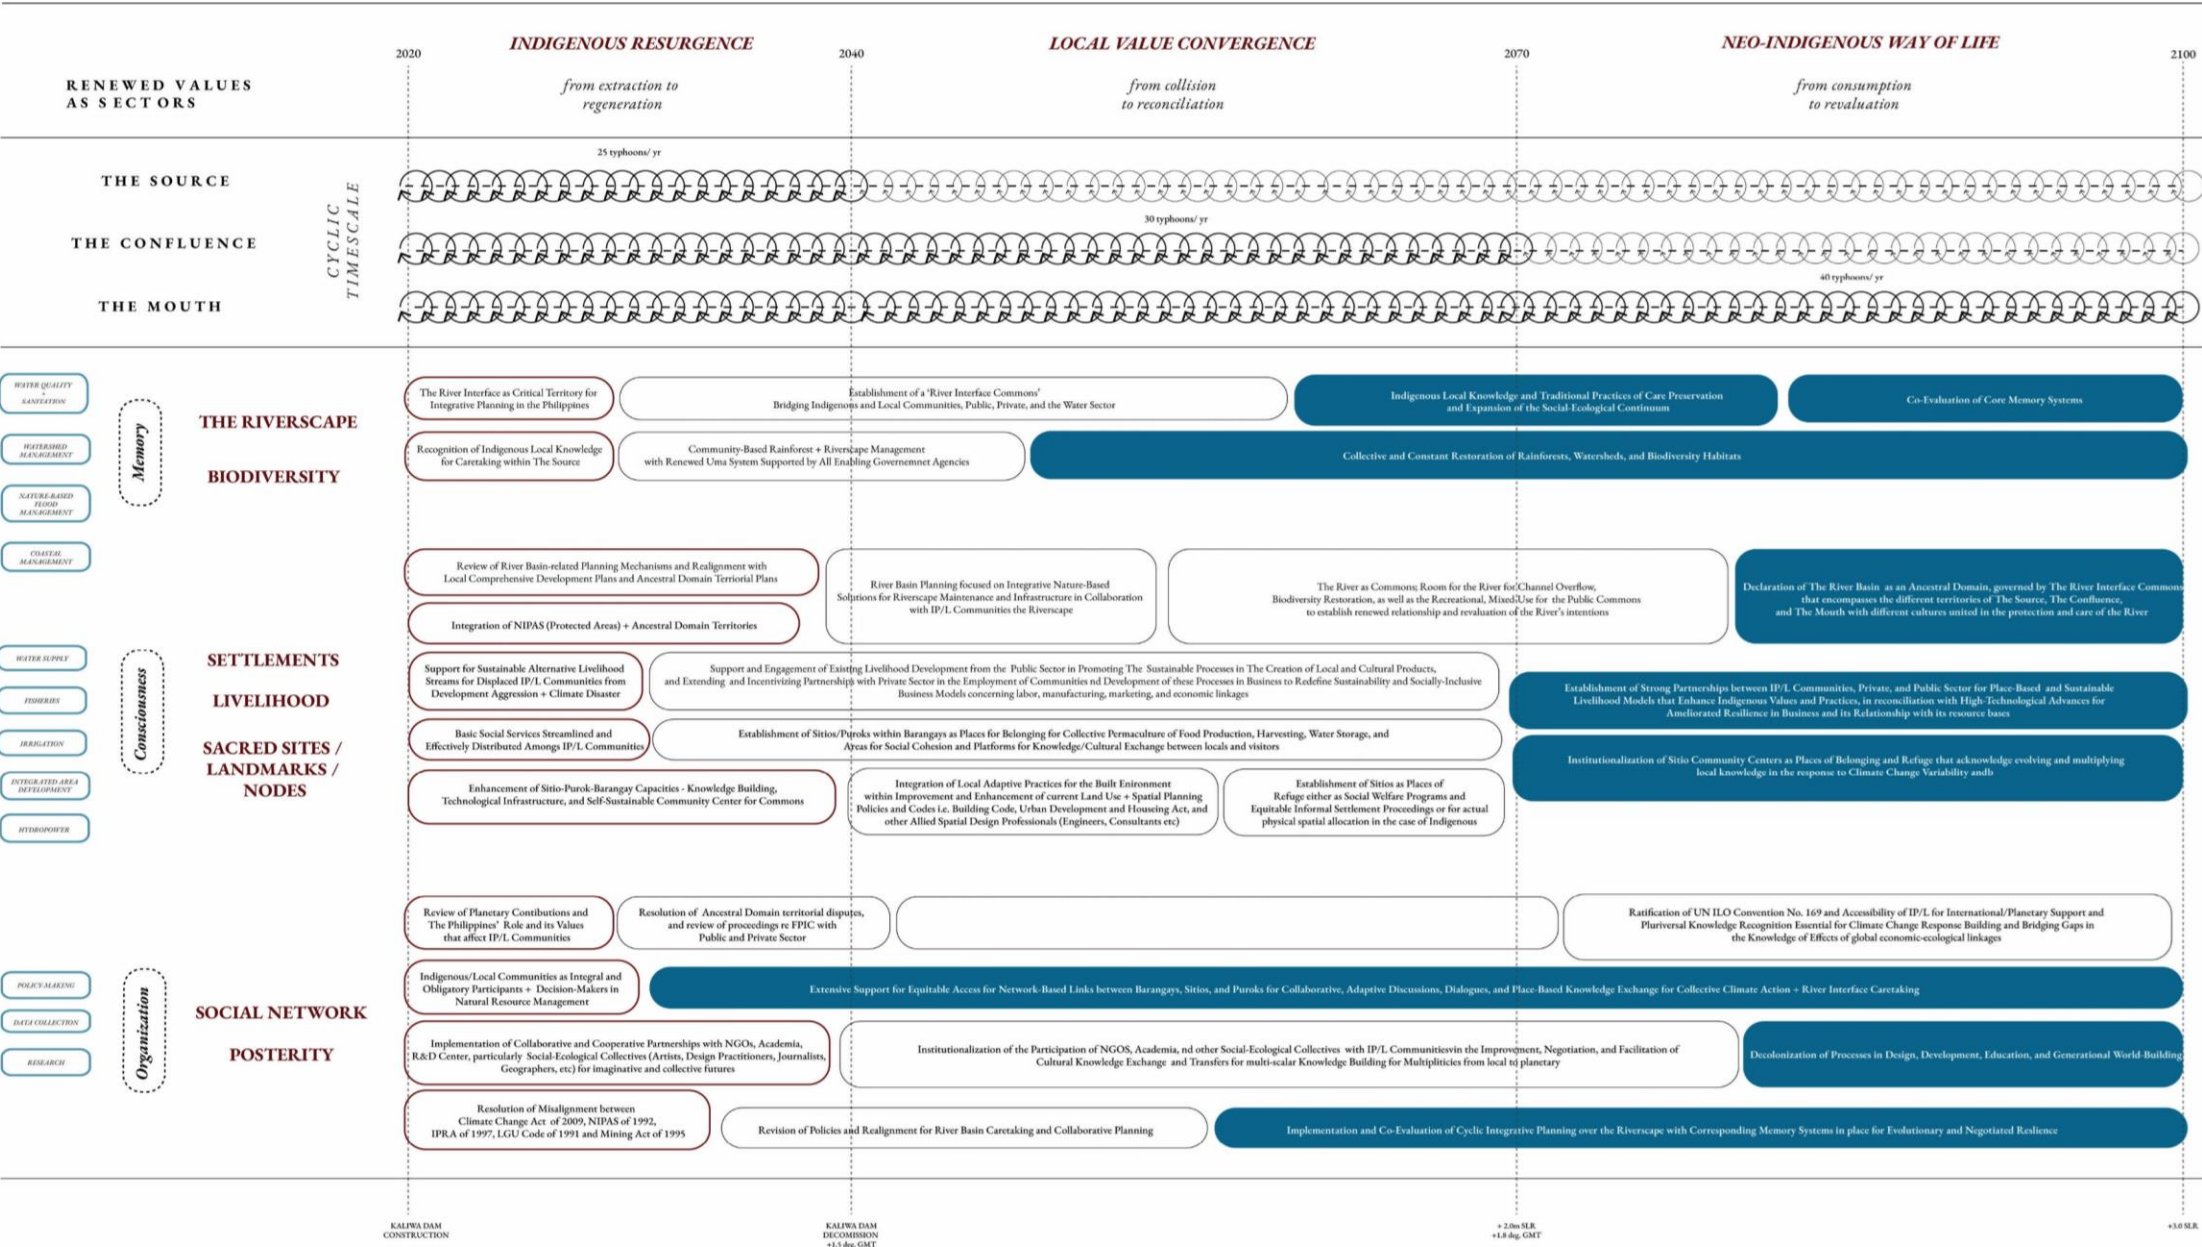 2020
INDIGENOUS RESURGENCE
2040
LOCAL VALUE CONVERGENCE
2070
NEO-INDIGENOUS WAY OF LIFE
2100
RENEWED VALUES
AS SECTORS
from extraction to
regeneration
from collision
to reconciliation
from consumption
to revaluation
25 typhoons/ yr
THE SOURCE
CYCLIC
TIMESCALE
30 typhoons/ yr
THE CONFLUENCE
40 typhoons/ yr
THE MOUTH
WATER QUALITY
+
SANITATION
WATERSHED
MANAGEMENT
NATURE-BASED
FLOOD
MANAGEMENT
COASTAL
MANAGEMENT
Memory
THE RIVERSCAPE
BIODIVERSITY
The River Interface as Critical Territory for
Integrative Planning in the Philippines
Establishment of a 'River Interface Commons'
Bridging Indigenous and Local Communities, Public, Private, and the Water Sector
Indigenous Local Knowledge and Traditional Practices of Care Preservation
and Expansion of the Social-Ecological Continuum
Co-Evaluation of Core Memory Systems
Recognition of Indigenous Local Knowledge
for Caretaking within The Source
Community-Based Rainforest + Riverscape Management
with Renewed Uma System Supported by All Enabling Governemnet Agencies
Collective and Constant Restoration of Rainforests, Watersheds, and Biodiversity Habitats
Review of River Basin-related Planning Mechanisms and Realignment with
Local Comprehensive Development Plans and Ancestral Domain Terriorial Plans
Integration of NIPAS (Protected Areas) + Ancestral Domain Territories
River Basin Planning focused on Integrative Nature-Based
Solutions for Riverscape Maintenance and Infrastructure in Collaboration
with IP/L Communities the Riverscape
The River as Commons; Room for the River for Channel Overflow,
Biodiversity Restoration, as well as the Recreational, Mixed-Use for the Public Commons
to establish renewed relationship and revaluation of the River's intentions
Declaration of The River Basin as an Ancestral Domain, governed by The River Interface Commons
that encompasses the different territories of The Source, The Confluence,
and The Mouth with different cultures united in the protection and care of the River
WATER SUPPLY
FISHERIES
IRRIGATION
INTEGRATED AREA
DEVELOPMENT
HYDROPOWER
Consciousness
SETTLEMENTS
LIVELIHOOD
SACRED SITES /
LANDMARKS /
NODES
Support for Sustainable Alternative Livelihood
Streams for Displaced IP/L Communities from
Development Aggression + Climate Disaster
Support and Engagement of Existing Livelihood Development from the Public Sector in Promoting The Sustainable Processes in The Creation of Local and Cultural Products,
and Extending and Incentivizing Partnerships with Private Sector in the Employment of Communities nd Development of these Processes in Business to Redefine Sustainability and Socially-Inclusive
Business Models concerning labor, manufacturing, marketing, and economic linkages
Establishment of Strong Partnerships between IP/L Communities, Private, and Public Sector for Place-Based and Sustainable
Livelihood Models that Enhance Indigenous Values and Practices, in reconciliation with High-Technological Advances for
Ameliorated Resilience in Business and its Relationship with its resource bases
Basic Social Services Streamlined and
Effectively Distributed Amongs IP/L Communities
Establishment of Sitios/Puroks within Barangays as Places for Belonging for Collective Permaculture of Food Production, Harvesting, Water Storage, and
Areas for Social Cohesion and Platforms for Knowledge/Cultural Exchange between locals and visitors
Institutionalization of Sitio Community Centers as Places of Belonging and Refuge that acknowledge evolving and multiplying
local knowledge in the response to Climate Change Variability andb
Enhancement of Sitio-Purok-Barangay Capacities - Knowledge Building,
Technological Infrastructure, and Self-Sustainable Community Center for Commons
Integration of Local Adaptive Practices for the Built Enironment
within Improvement and Enhancement of current Land Use + Spatial Planning
Policies and Codes i.e. Building Code, Urban Development and Houseing Act, and
other Allied Spatial Design Professionals (Engineers, Consultants etc)
Establishment of Sitios as Places of
Refuge either as Social Welfare Programs and
Equitable Informal Settlement Proceedings or for actual
physical spatial allocation in the case of Indigenous
POLICY-MAKING
DATA COLLECTION
RESEARCH
Organization
SOCIAL NETWORK
POSTERITY
Review of Planetary Contibutions and
The Philippines' Role and its Values
that affect IP/L Communities
Resolution of Ancestral Domain territorial disputes,
and review of proceedings re FPIC with
Public and Private Sector
Ratification of UN ILO Convention No. 169 and Accessibility of IP/L for International/Planetary Support and
Pluriversal Knowledge Recognition Essential for Climate Change Response Building and Bridging Gaps in
the Knowledge of Effects of global economic-ecological linkages
Indigenous/Local Communities as Integral and
Obligatory Participants + Decision-Makers in
Natural Resource Management
Extensive Support for Equitable Access for Network-Based Links between Barangays, Sitios, and Puroks for Collaborative, Adaptive Discussions, Dialogues, and Place-Based Knowledge Exchange for Collective Climate Action + River Interface Caretaking
Implementation of Collaborative and Cooperative Partnerships with NGOs, Academia,
R&D Center, particularly Social-Ecological Collectives (Artists, Design Practitioners, Journalists,
Geographers, etc) for imaginative and collective futures
Institutionalization of the Participation of NGOS, Academia, nd other Social-Ecological Collectives with IP/L Communitiesvin the Improvment, Negotiation, and Facilitation of
Cultural Knowledge Exchange and Transfers for multi-scalar Knowledge Building for Multipliticies from local to planetary
Decolonization of Processes in Design, Development, Education, and Generational World-Building
Resolution of Misalignment between
Climate Change Act of 2009, NIPAS of 1992,
IPRA of 1997, LGU Code of 1991 and Mining Act of 1995
Revision of Policies and Realignment for River Basin Caretaking and Collaborative Planning
Implementation and Co-Evaluation of Cyclic Integrative Planning over the Riverscape with Corresponding Memory Systems in place for Evolutionary and Negotiated Reslience
KALIWA DAM
CONSTRUCTION
KALIWA DAM
DECOMISSION
+1.5 deg. GMT
+ 2.0m SLR
+1.8 deg. GMT
+3.0 SLR